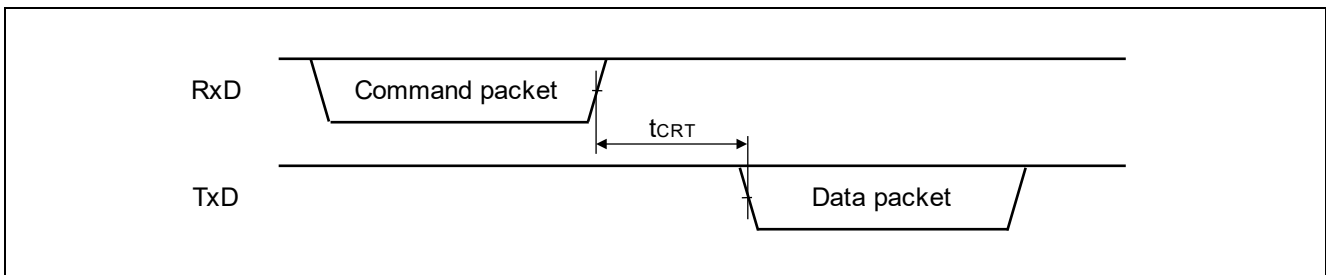 RxD
Command packet
tCRT
TxD
Data packet